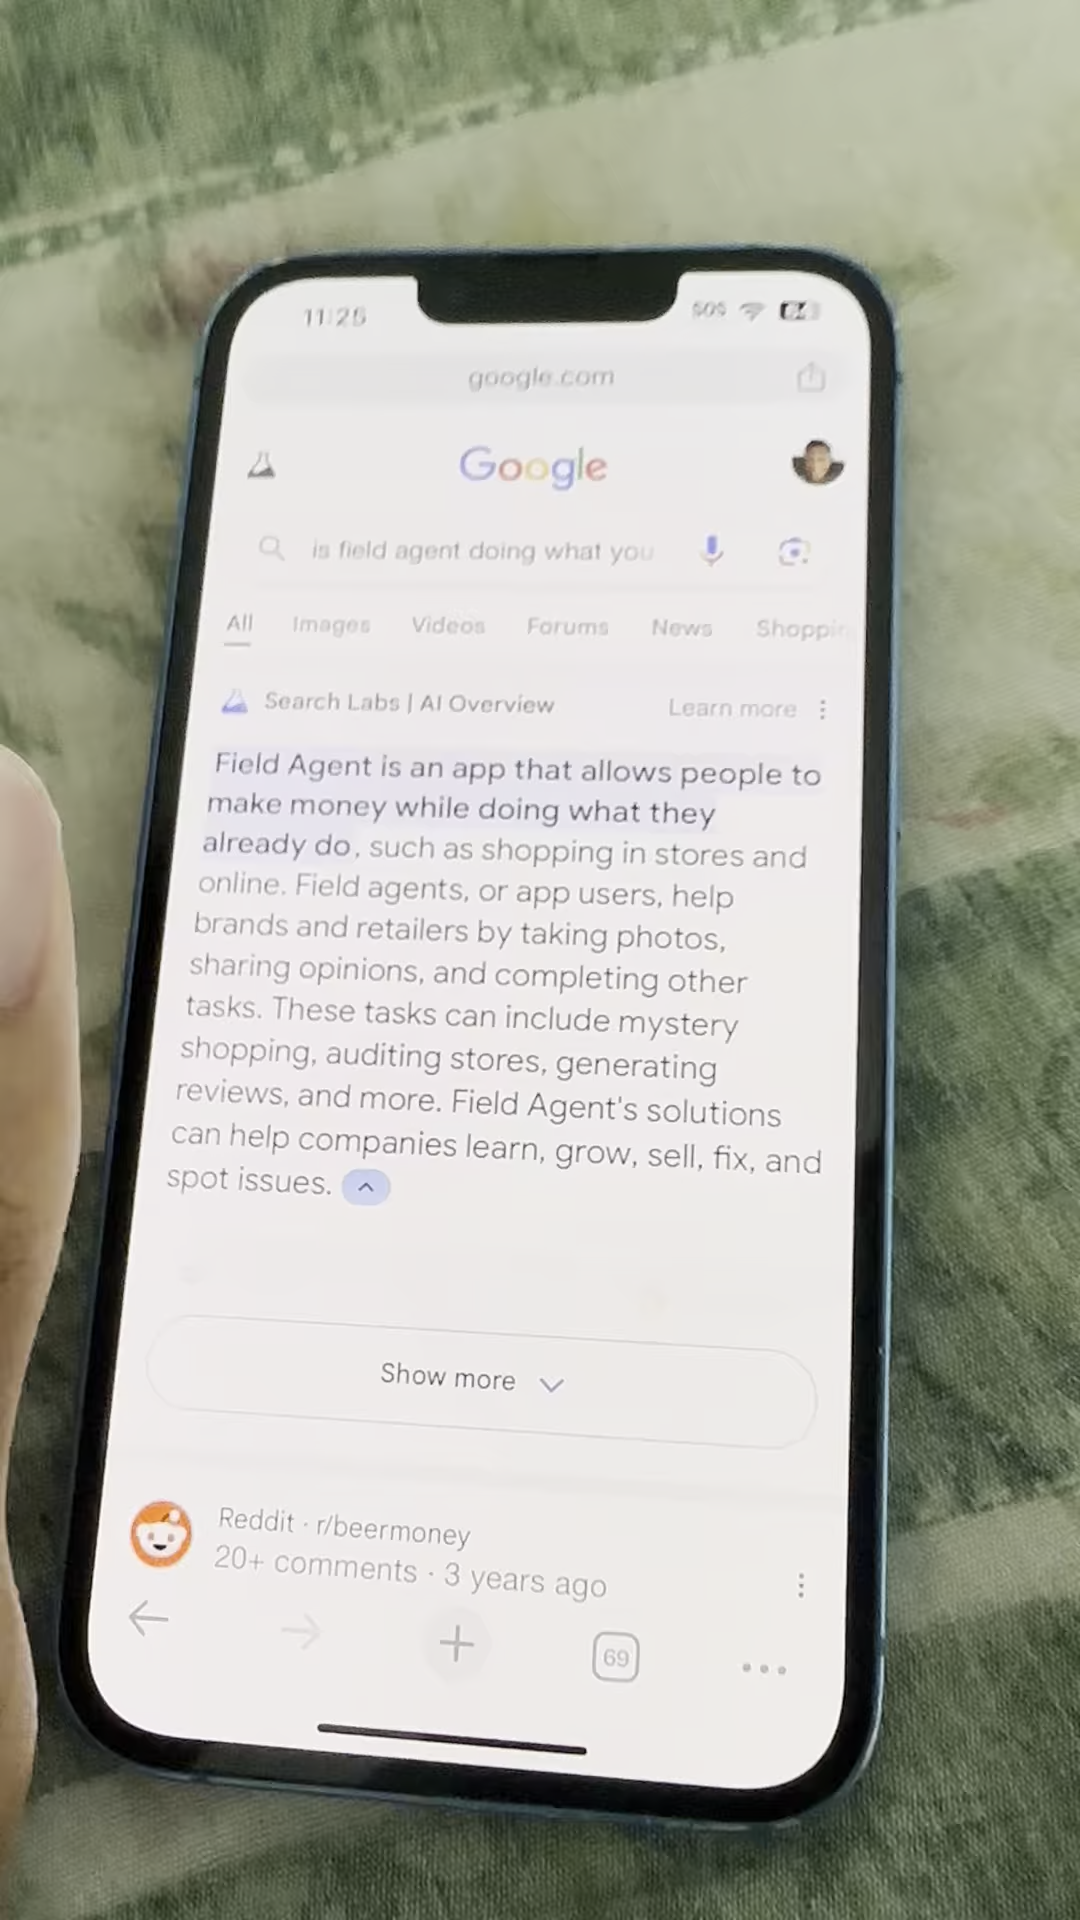 11:25
SOS
google.com
Google
is field agent doing what you
All Images Videos Forums News Shoppin
Search Labs | AI Overview Learn more
Field Agent is an app that allows people to
make money while doing what they
already do, such as shopping in stores and
online. Field agents, or app users, help
brands and retailers by taking photos,
sharing opinions, and completing other
tasks. These tasks can include mystery
shopping, auditing stores, generating
reviews, and more. Field Agent's solutions
can help companies learn, grow, sell, fix, and
spot issues.
Show more
Reddit · r/beermoney
20+ comments · 3 years ago
69